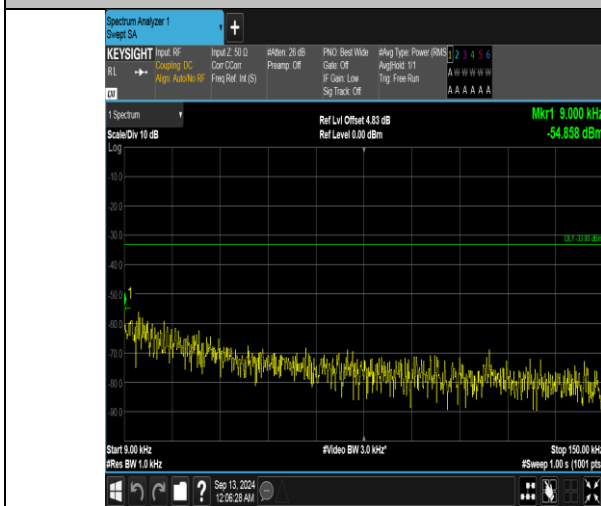 Spectrum Analyzer 1
Swept SA
+
KEYSIGHT Input: RF Input Z: 50 Ω #Atten: 26 dB PNO: Best Wide #Avg Type: Power (RMS 1 2 3 4 5 6
RL Coupling: DC Corr CCorr Preamp: Off Gate: Off Avg|Hold: 1/1 A W W W W W
Align: Auto/No RF Freq Ref: Int (S) IF Gain: Low Trig: Free Run
Sig Track: Off A A A A A A
1 Spectrum Ref Lvl Offset 4.83 dB Mkr1 9.000 kHz
Scale/Div 10 dB Ref Level 0.00 dBm -54.858 dBm
Log
-10.0
-20.0
-30.0
DL1 -33.00 dBm
-40.0
-50.0
1
-60.0
-70.0
-80.0
-90.0
Start 9.00 kHz #Video BW 3.0 kHz* Stop 150.00 kHz
#Res BW 1.0 kHz #Sweep 1.00 s (1001 pts
? Sep 13, 2024
12:06:28 AM